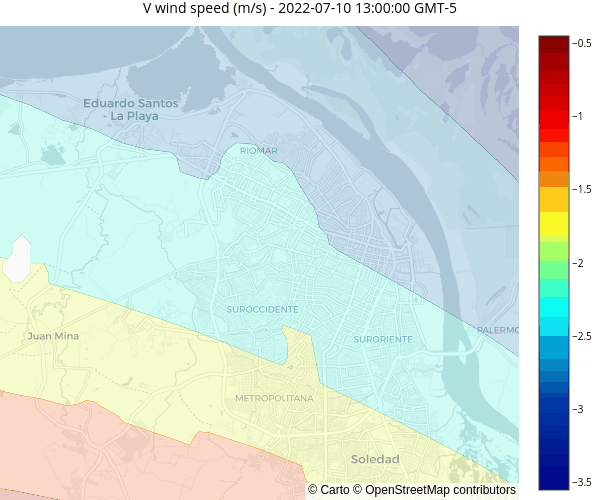 V wind speed (m/s) - 2022-07-10 13:00:00 GMT-5
Eduardo Santos
- La Playa
RIOMAR
SUROCCIDENTE
SURORIENTE
PALERMO
Juan Mina
METROPOLITANA
Soledad
© Carto © OpenStreetMap contributors
−0.5
−1
−1.5
−2
−2.5
−3
−3.5